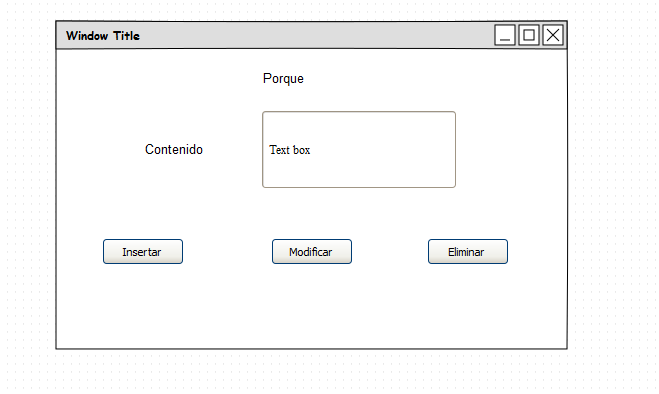 Window Title
Porque
Contenido
Text box
Insertar
Modificar
Eliminar